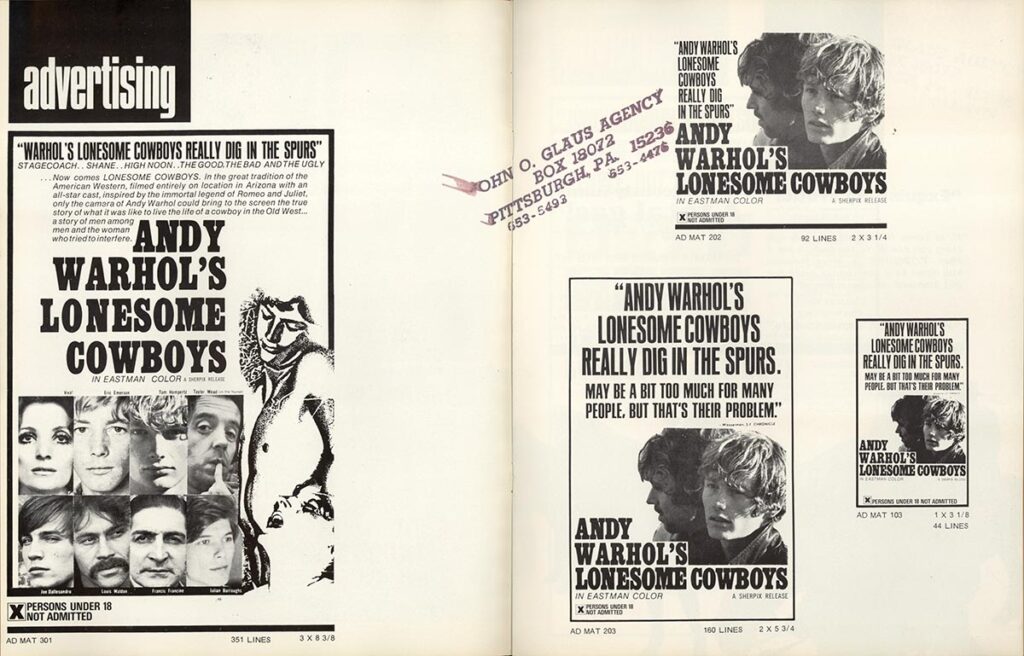 advertising
"WARHOL'S LONESOME COWBOYS REALLY DIG IN THE SPURS"
STAGECOACH..SHANE..HIGH NOON..THE GOOD, THE BAD AND THE UGLY
...Now comes LONESOME COWBOYS. In the great tradition of the
American Western, filmed entirely on location in Arizona with an
all-star cast, inspired by the immortal legend of Romeo and Juliet,
only the camera of Andy Warhol could bring to the screen the true
story of what it was like to live the life of a cowboy in the Old West...
a story of men among
men and the woman
who tried to interfere.
ANDY
WARHOL'S
LONESOME
COWBOYS
IN EASTMAN COLOR A SHERPIX RELEASE
Viva! Eric Emerson Tom Hompertz Taylor Mead
Joe Dallesandro Louis Waldon Francis Francine Julian Burroughs
X PERSONS UNDER 18
NOT ADMITTED
AD MAT 301 351 LINES 3 X 8 3/8
JOHN O. GLAUS AGENCY
BOX 18072
PITTSBURGH, PA. 15236
653-5493 653-4476
"ANDY WARHOL'S
LONESOME
COWBOYS
REALLY DIG
IN THE SPURS"
ANDY
WARHOL'S
LONESOME COWBOYS
IN EASTMAN COLOR A SHERPIX RELEASE
X PERSONS UNDER 18
NOT ADMITTED
AD MAT 202 92 LINES 2 X 3 1/4
"ANDY WARHOL'S
LONESOME COWBOYS
REALLY DIG IN THE SPURS.
MAY BE A BIT TOO MUCH FOR MANY
PEOPLE, BUT THAT'S THEIR PROBLEM."
- Wasserman, S.F. CHRONICLE
ANDY
WARHOL'S
LONESOME COWBOYS
IN EASTMAN COLOR A SHERPIX RELEASE
X PERSONS UNDER 18
NOT ADMITTED
AD MAT 203 160 LINES 2 X 5 3/4
"ANDY WARHOL'S
LONESOME COWBOYS
REALLY DIG IN THE SPURS.
MAY BE A BIT TOO MUCH FOR MANY
PEOPLE, BUT THAT'S THEIR PROBLEM."
ANDY
WARHOL'S
LONESOME COWBOYS
IN EASTMAN COLOR A SHERPIX RELEASE
X PERSONS UNDER 18 NOT ADMITTED
AD MAT 103 1 X 3 1/8
44 LINES